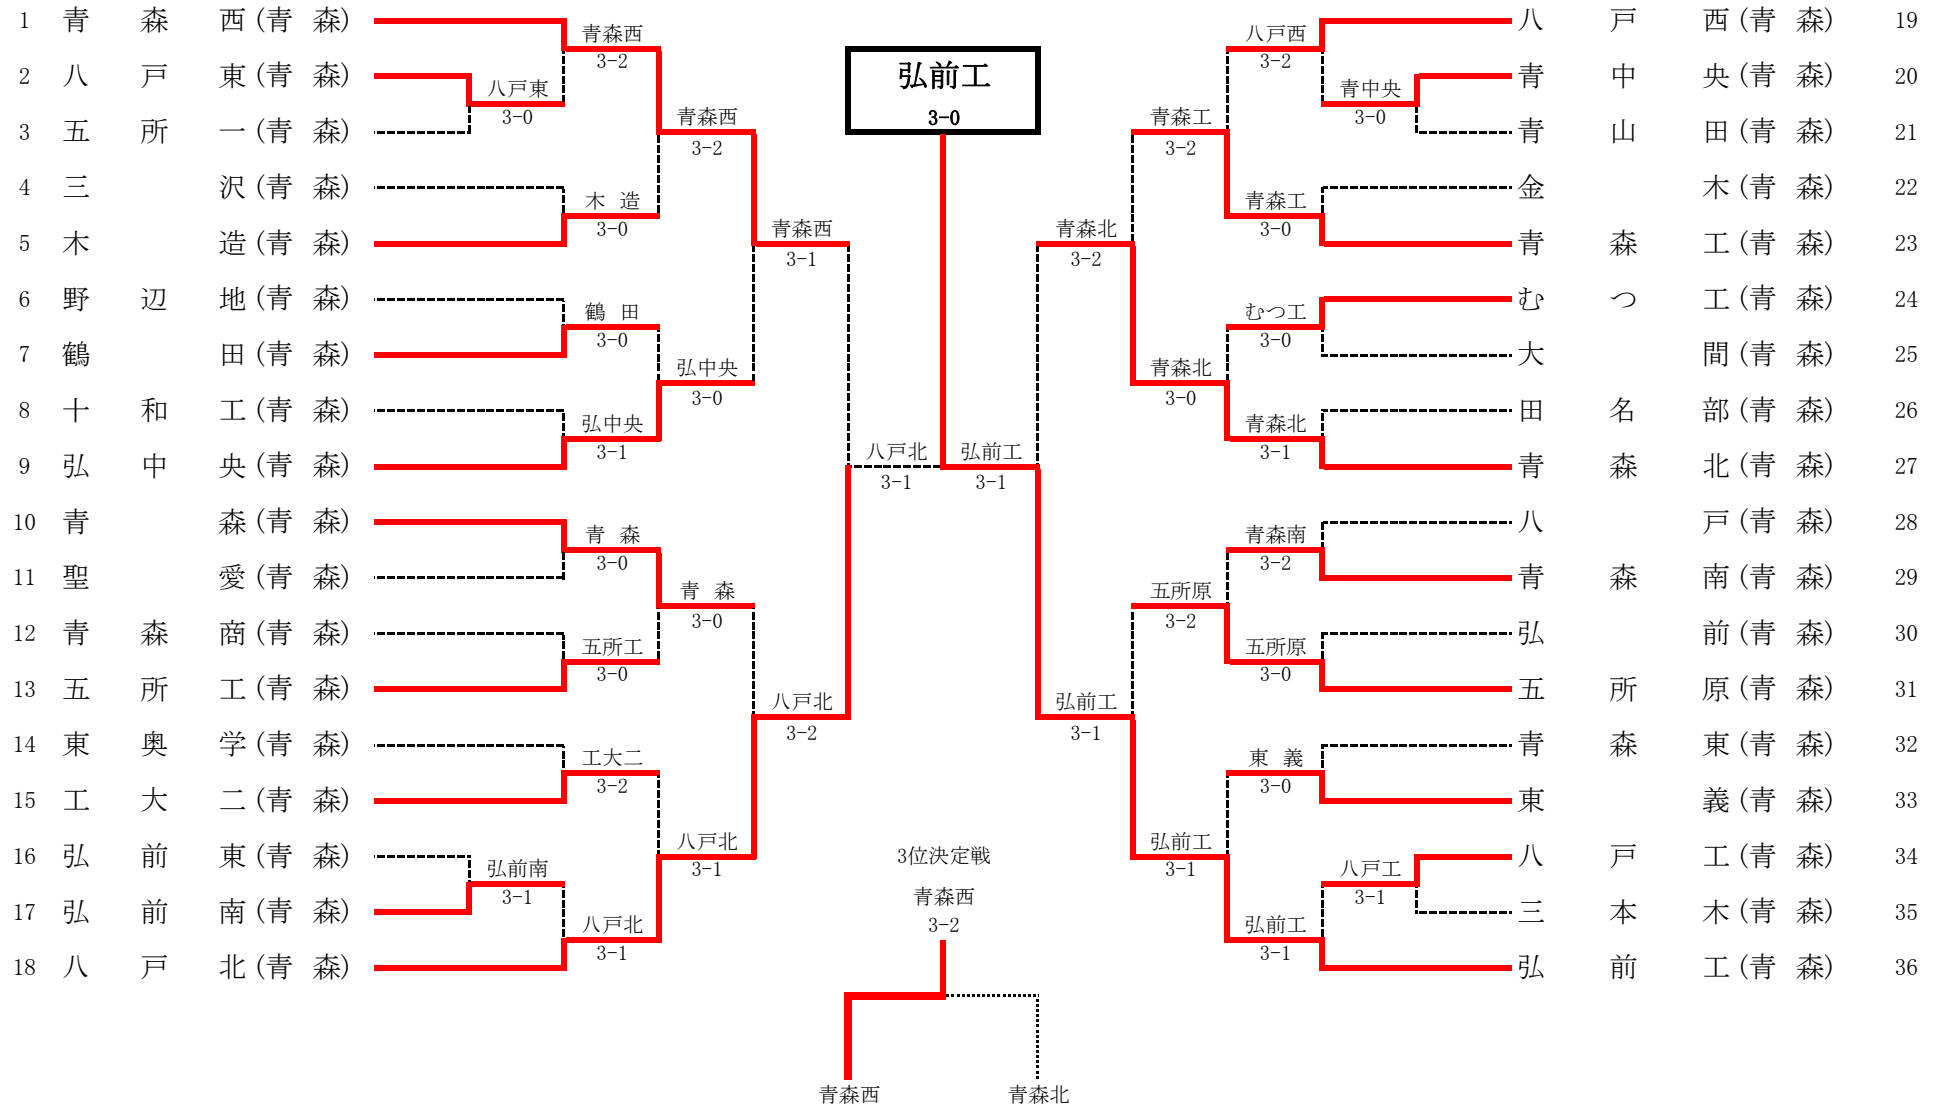 1 青森西(青森)
2 八戸東(青森)
3 五所一(青森)
4 三沢(青森)
5 木造(青森)
6 野辺地(青森)
7 鶴田(青森)
8 十和工(青森)
9 弘中央(青森)
10 青森(青森)
11 聖愛(青森)
12 青森商(青森)
13 五所工(青森)
14 東奥学(青森)
15 工大二(青森)
16 弘前東(青森)
17 弘前南(青森)
18 八戸北(青森)
八戸東
3-0
弘前南
3-1
青森西
3-2
木造
3-0
鶴田
3-0
弘中央
3-1
青森
3-0
五所工
3-0
工大二
3-2
八戸北
3-1
青森西
3-2
弘中央
3-0
青森
3-0
八戸北
3-1
青森西
3-1
八戸北
3-2
八戸北
3-1
弘前工
3-0
弘前工
3-1
青森北
3-2
弘前工
3-1
青森工
3-2
青森北
3-0
五所原
3-2
弘前工
3-1
八戸西
3-2
青森工
3-0
むつ工
3-0
青森北
3-1
青森南
3-2
五所原
3-0
東義
3-0
弘前工
3-1
青中央
3-0
八戸工
3-1
八戸西(青森) 19
青中央(青森) 20
青山田(青森) 21
金木(青森) 22
青森工(青森) 23
むつ工(青森) 24
大間(青森) 25
田名部(青森) 26
青森北(青森) 27
八戸(青森) 28
青森南(青森) 29
弘前(青森) 30
五所原(青森) 31
青森東(青森) 32
東義(青森) 33
八戸工(青森) 34
三本木(青森) 35
弘前工(青森) 36
3位決定戦
青森西
3-2
青森西
青森北